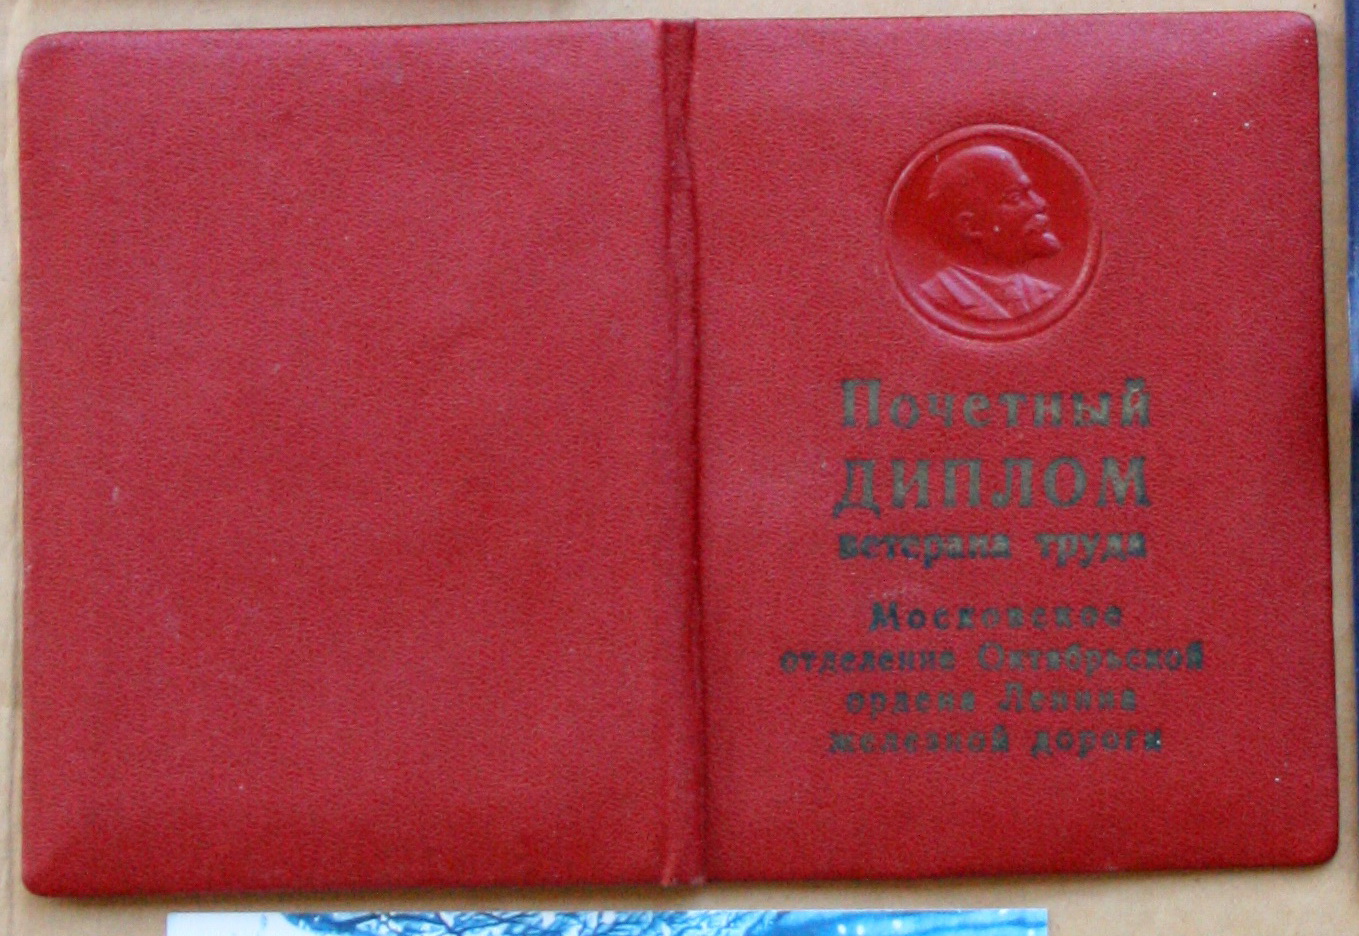 Почетный
ДИПЛОМ
ветерана труда
Московское
отделение Октябрьской
ордена Ленина
железной дороги